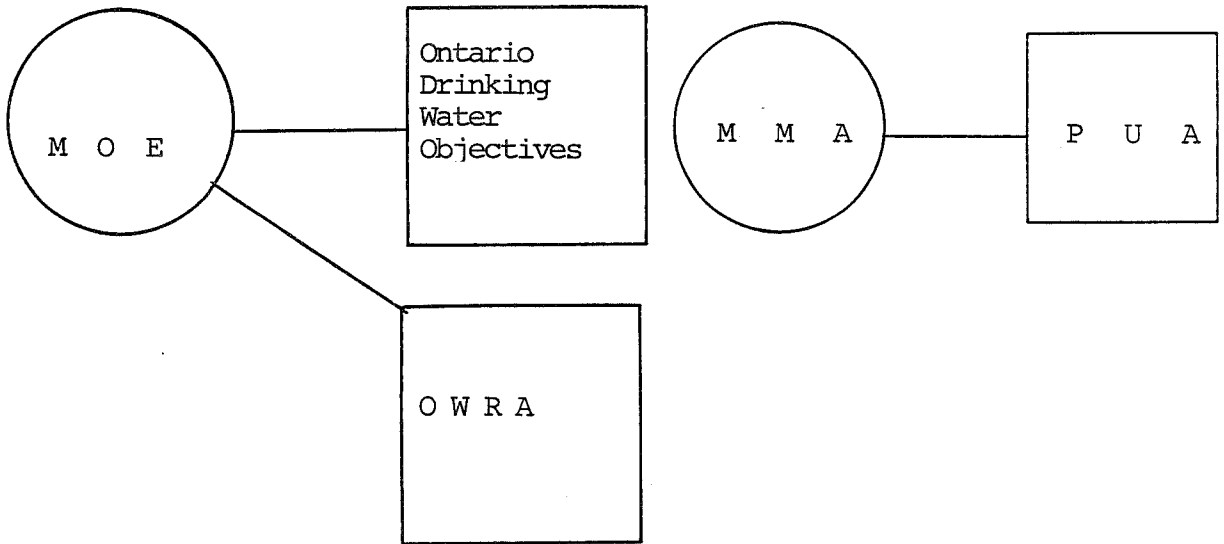 M O E
Ontario
Drinking
Water
Objectives
M M A
P U A
O W R A